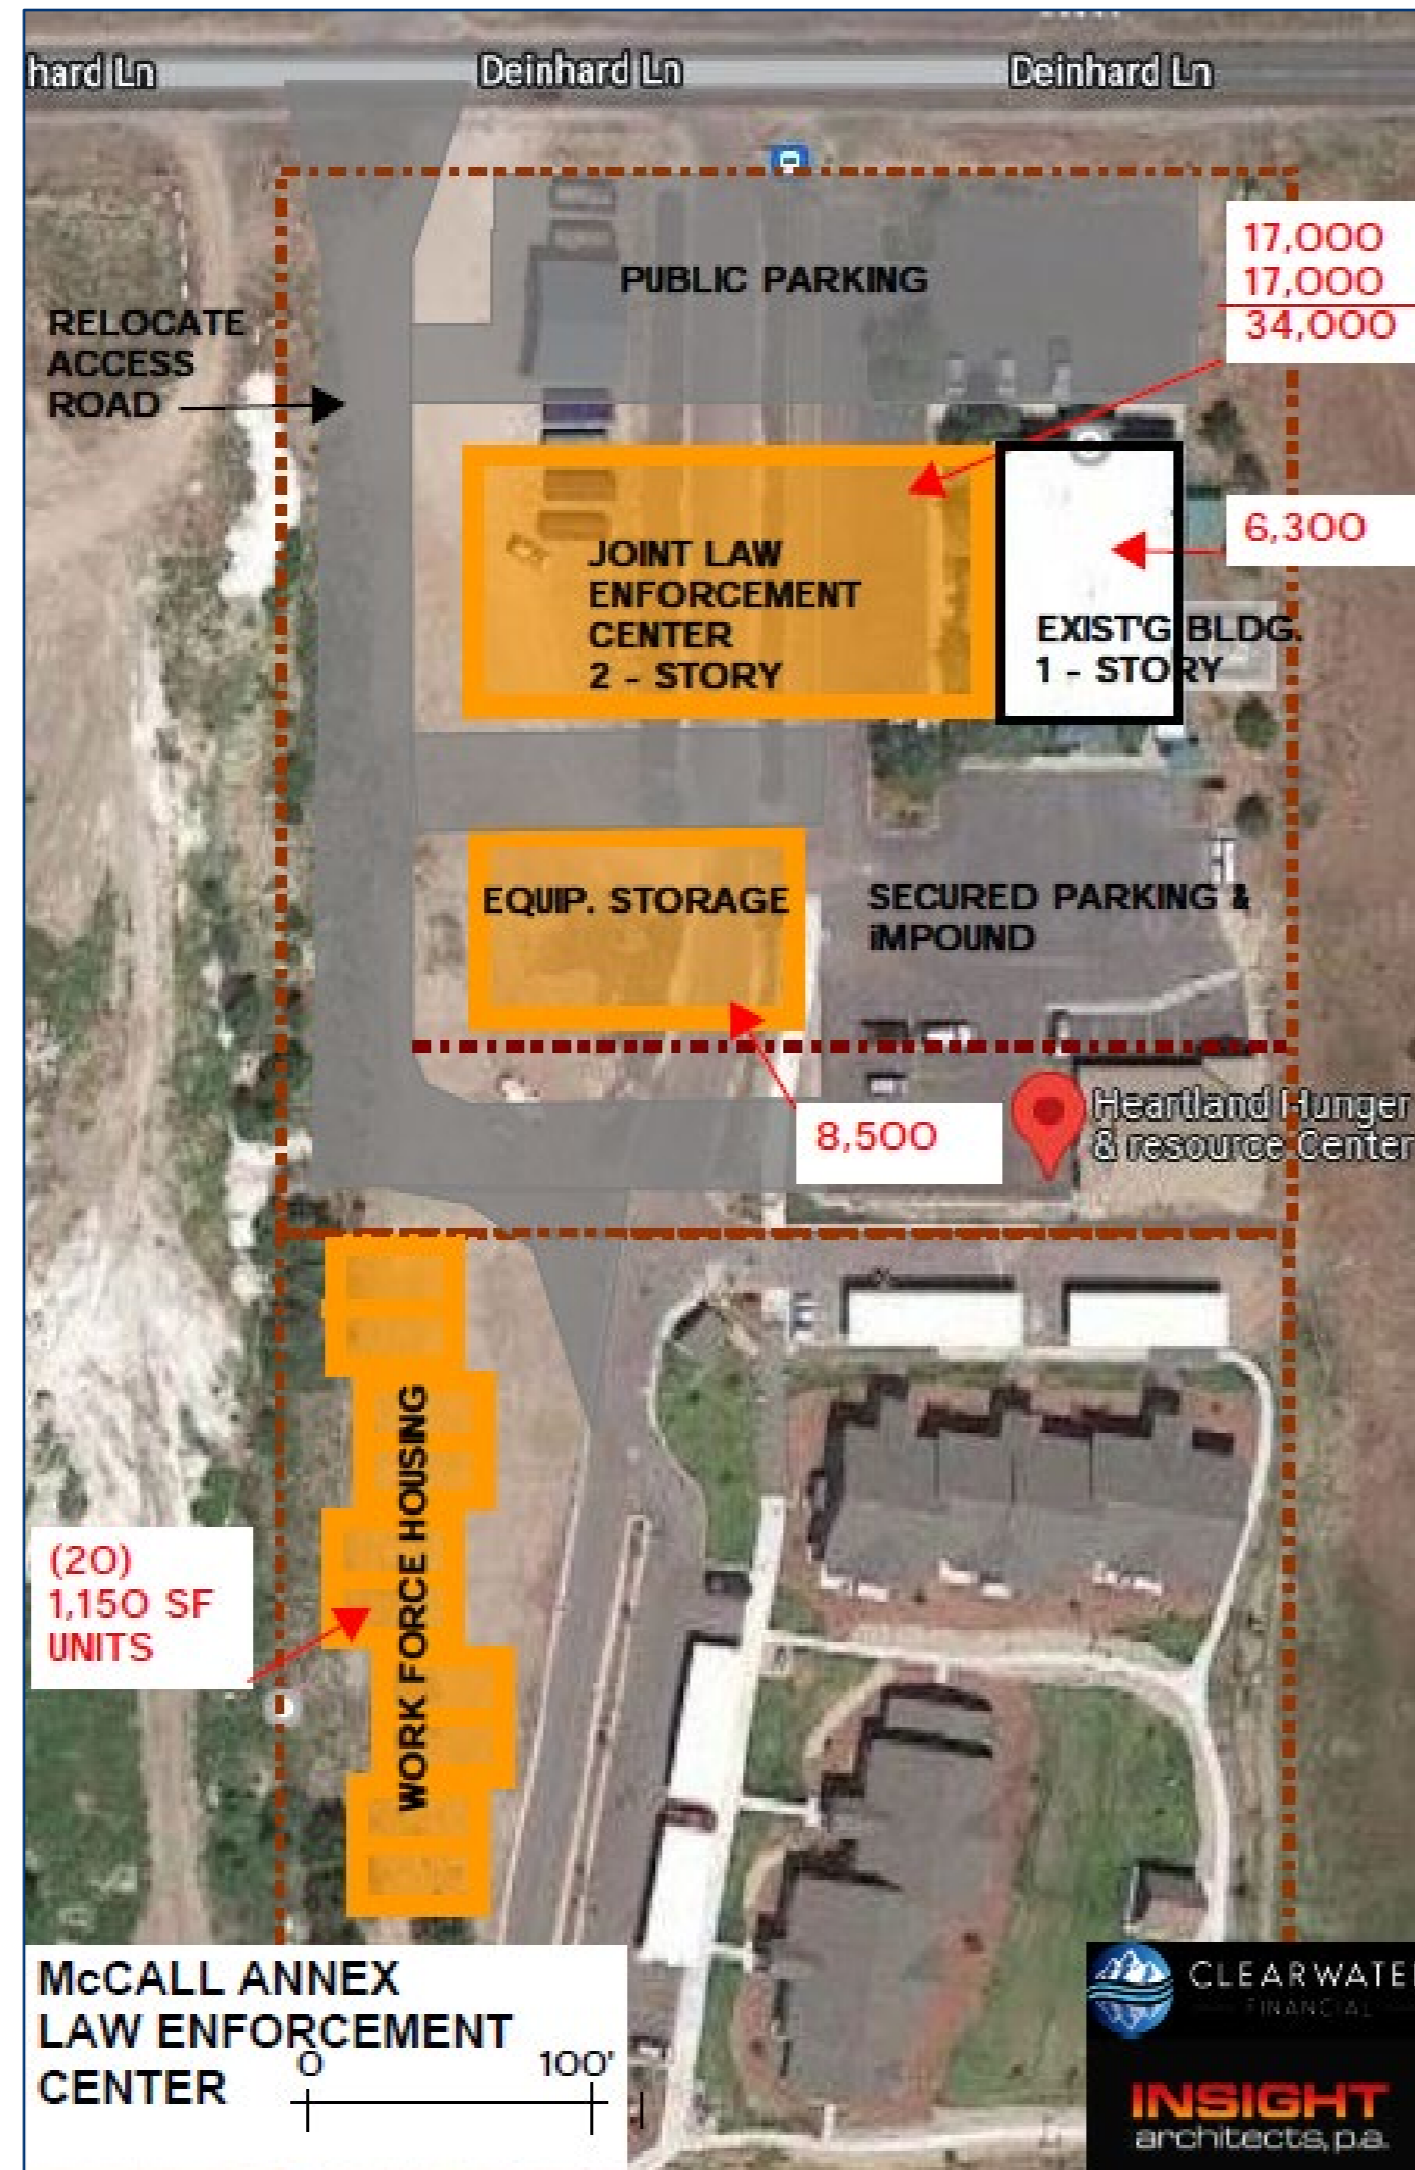 hard Ln
Deinhard Ln
Deinhard Ln
PUBLIC PARKING
17,000
17,000
34,000
RELOCATE
ACCESS
ROAD
6,300
JOINT LAW
ENFORCEMENT
CENTER
2 - STORY
EXIST'G BLDG.
1 - STORY
EQUIP. STORAGE
SECURED PARKING &
iMPOUND
8,500
Heartland Hunger
& resource Center
WORK FORCE HOUSING
(20)
1,150 SF
UNITS
McCALL ANNEX
LAW ENFORCEMENT
CENTER
0 100'
CLEARWATER
FINANCIAL
INSIGHT
architects, p.a.